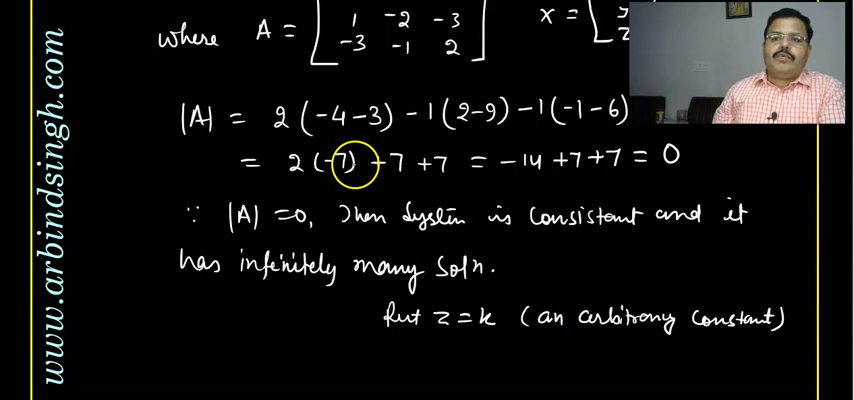 www.arbindsingh.com
where A = [ 1 -2 -3 x = [
-3 -1 2 ]
|A| = 2(-4-3) -1(2-9) -1(-1-6)
= 2(-7) +7 +7 = -14 +7 +7 = 0
∵ |A| =0, Then System is Consistant and it
has infinitely many Soln.
Put z = k (an arbitrary constant)